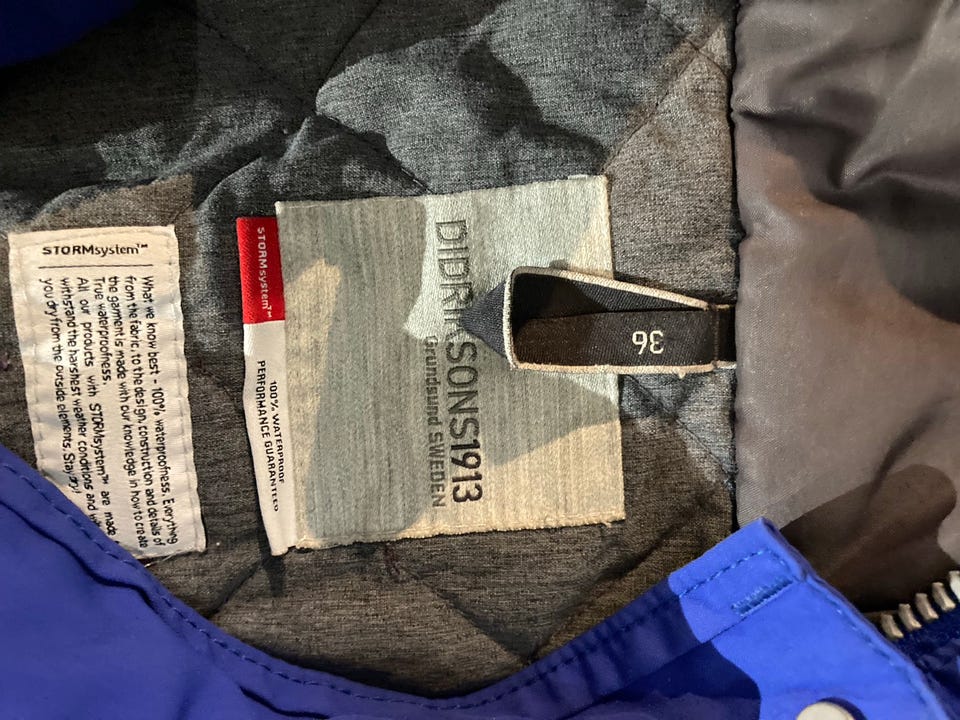 36
DIDRIKSONS1913
Grundsund SWEDEN
STORMsystem™
100% WATERPROOF
PERFORMANCE GUARANTEED
STORMsystem™
What we know best - 100% waterproofness. Everything
from the fabric, to the design, construction and details of
the garment is made with our knowledge in how to create
True waterproofness.
All our products with STORMsystem™ are made
withstand the harshest weather conditions and
you dry from the outside elements. Stay dry!